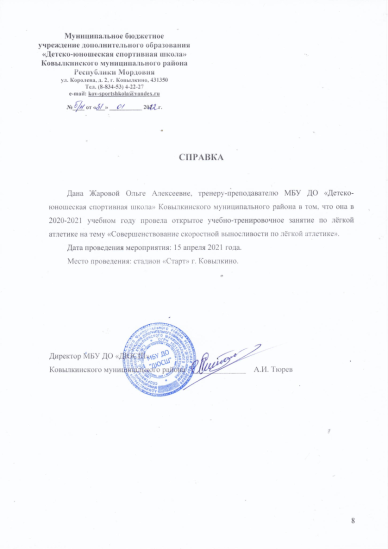 Муниципальное бюджетное
учреждение дополнительного образования
«Детско-юношеская спортивная школа»
Ковылкинского муниципального района
Республики Мордовия
ул. Королева, д. 2, г. Ковылкино, 431350
Тел. (8-834-53) 4-22-27
e-mail: kov-sportshkola@yandex.ru
№ б/н от «31» 01 2022 г.
СПРАВКА
Дана Жаровой Ольге Алексеевне, тренеру-преподавателю МБУ ДО «Детско-
юношеская спортивная школа» Ковылкинского муниципального района в том, что она в
2020-2021 учебном году провела открытое учебно-тренировочное занятие по лёгкой
атлетике на тему «Совершенствование скоростной выносливости по лёгкой атлетике».
Дата проведения мероприятия: 15 апреля 2021 года.
Место проведения: стадион «Старт» г. Ковылкино.
Директор МБУ ДО «ДЮСШ»
Ковылкинского муниципального района А.И. Тюрев
МБУ ДО
"ДЮСШ"
8